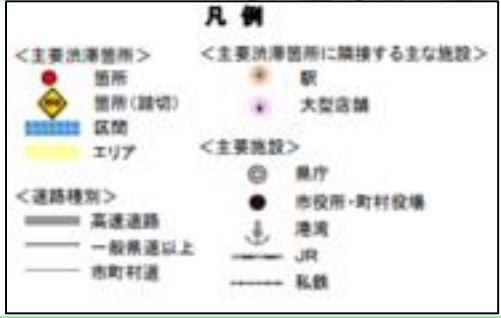 凡 例
<主要渋滞箇所>
箇所
箇所(踏切)
区間
エリア
<道路種別>
高速道路
一般県道以上
市町村道
<主要渋滞箇所に隣接する主な施設>
駅
大型店舗
<主要施設>
県庁
市役所・町村役場
港湾
JR
私鉄